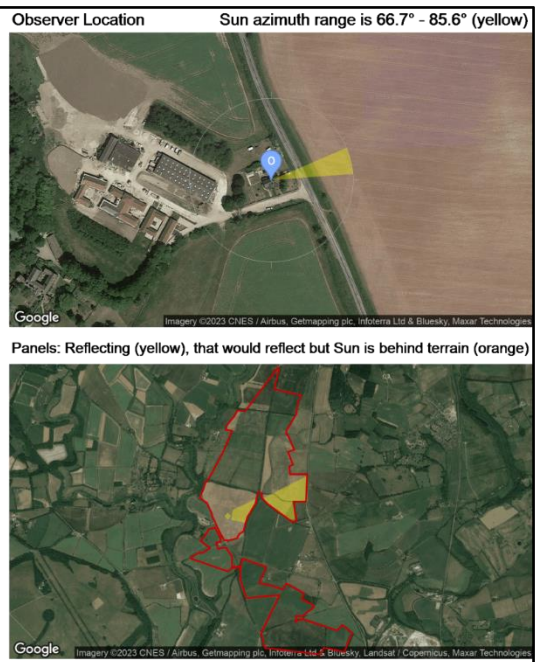 Observer Location
Sun azimuth range is 66.7° - 85.6° (yellow)
O
Google
Imagery ©2023 CNES / Airbus, Getmapping plc, Infoterra Ltd & Bluesky, Maxar Technologies
Panels: Reflecting (yellow), that would reflect but Sun is behind terrain (orange)
Google
Imagery ©2023 CNES / Airbus, Getmapping plc, Infoterra Ltd & Bluesky, Landsat / Copernicus, Maxar Technologies